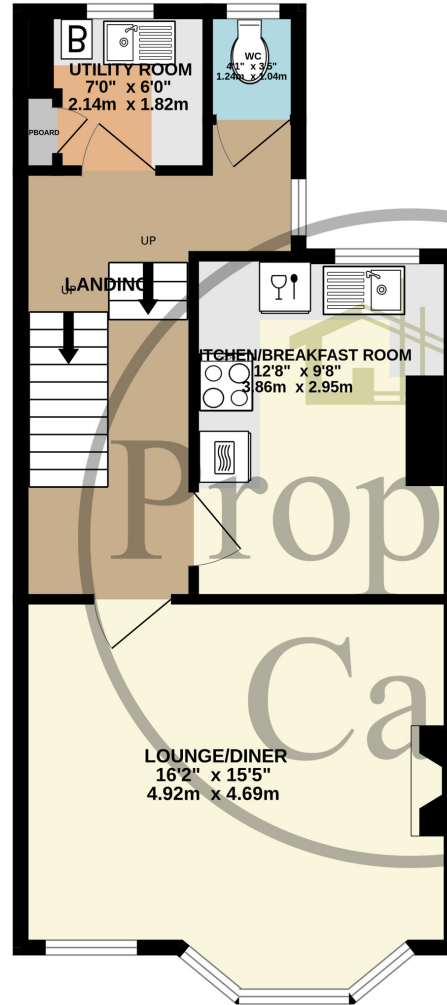 B
UTILITY ROOM
7'0" x 6'0"
2.14m x 1.82m
WC
4'1" x 3'5"
1.24m x 1.04m
PBOARD
UP
UP
LANDING
ITCHEN/BREAKFAST ROOM
12'8" x 9'8"
3.86m x 2.95m
Prop
Ca
LOUNGE/DINER
16'2" x 15'5"
4.92m x 4.69m